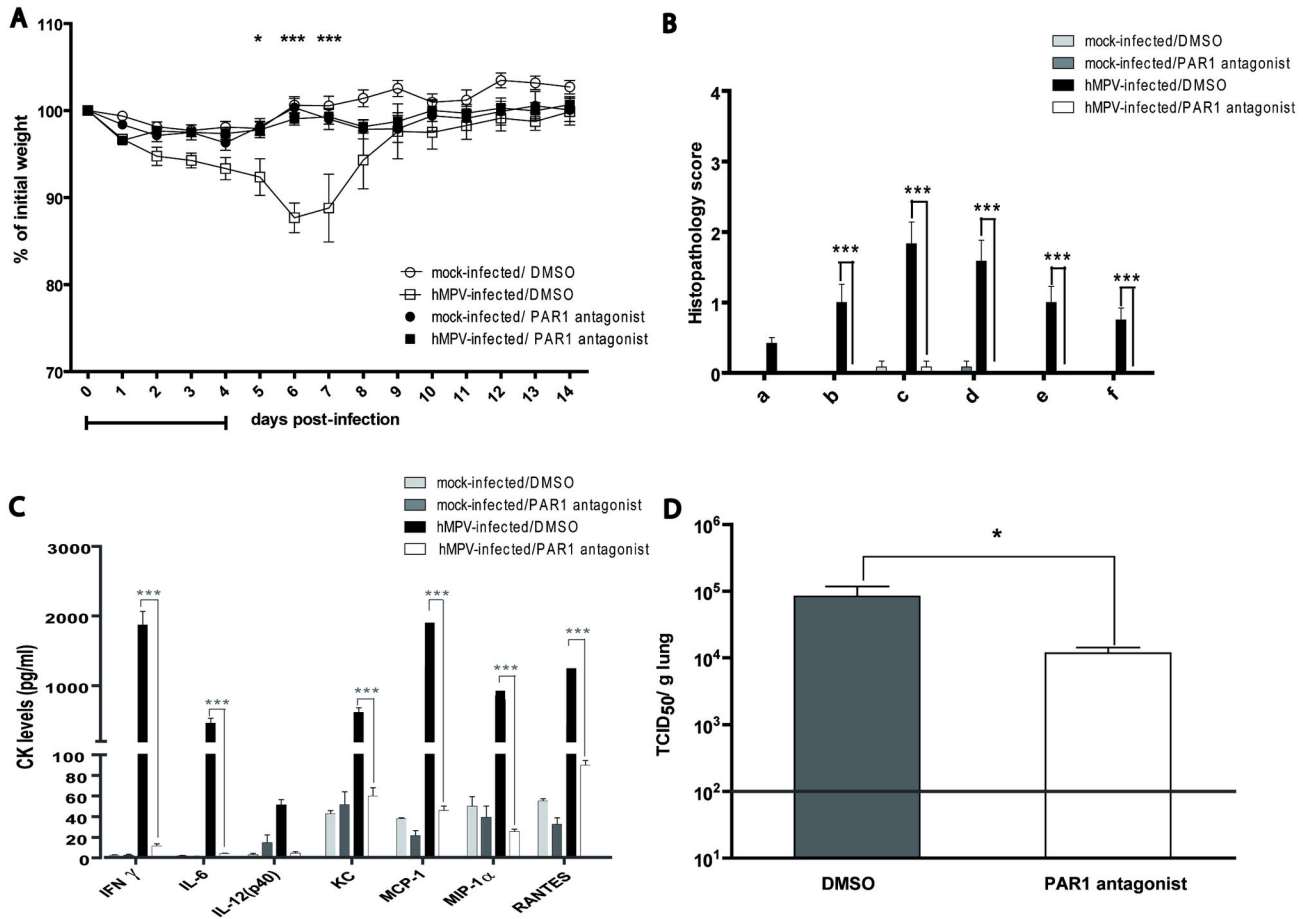 A
110
100
90
80
70
% of initial weight
* *** ***
mock-infected/ DMSO
hMPV-infected/DMSO
mock-infected/ PAR1 antagonist
hMPV-infected/ PAR1 antagonist
0 1 2 3 4 5 6 7 8 9 10 11 12 13 14
days post-infection
B
mock-infected/DMSO
mock-infected/PAR1 antagonist
hMPV-infected/DMSO
hMPV-infected/PAR1 antagonist
4
3
2
1
0
Histopathology score
*** *** *** *** ***
a b c d e f
C
mock-infected/DMSO
mock-infected/PAR1 antagonist
hMPV-infected/DMSO
hMPV-infected/PAR1 antagonist
3000
2000
1000
100
80
60
40
20
0
CK levels (pg/ml)
*** *** *** *** *** ***
IFN γ IL-6 IL-12(p40) KC MCP-1 MIP-1α RANTES
D
10⁶
10⁵
10⁴
10³
10²
10¹
TCID50/ g lung
*
DMSO PAR1 antagonist